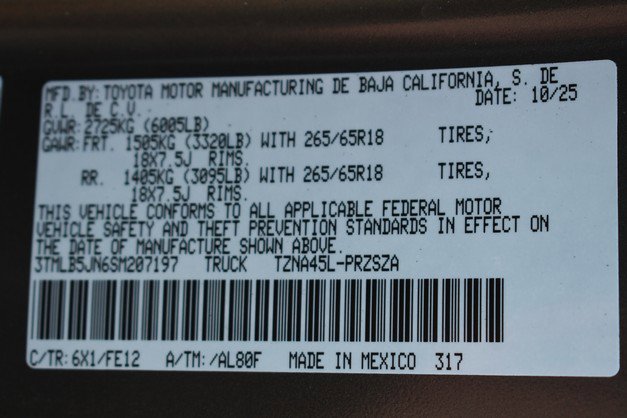 MFD.BY:TOYOTA MOTOR MANUFACTURING DE BAJA CALIFORNIA, S. DE
R L. DE C.V. DATE: 10/25
GVWR:2725KG (6005LB)
GAWR:FRT. 1505KG (3320LB) WITH 265/65R18 TIRES,
18X7.5J RIMS.
RR. 1405KG (3095LB) WITH 265/65R18 TIRES,
18X7.5J RIMS.
THIS VEHICLE CONFORMS TO ALL APPLICABLE FEDERAL MOTOR
VEHICLE SAFETY AND THEFT PREVENTION STANDARDS IN EFFECT ON
THE DATE OF MANUFACTURE SHOWN ABOVE.
3TMLB5JN6SM207197 TRUCK TZNA45L-PRZSZA
C/TR:6X1/FE12 A/TM:/AL80F MADE IN MEXICO 317